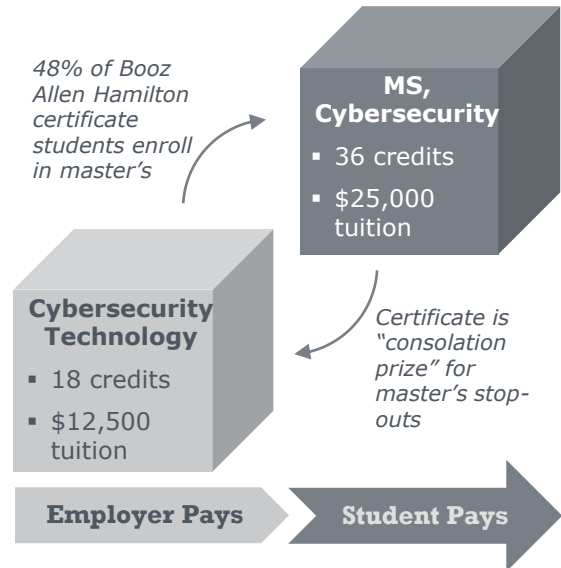 48% of Booz
Allen Hamilton
certificate
students enroll
in master's
MS,
Cybersecurity
▪ 36 credits
▪ $25,000
tuition
Cybersecurity
Technology
▪ 18 credits
▪ $12,500
tuition
Certificate is
“consolation
prize” for
master's stop-
outs
Employer Pays
Student Pays